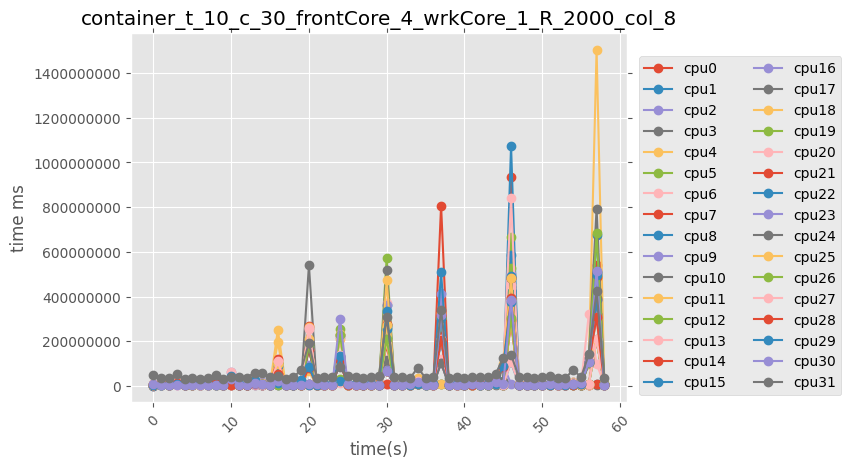 container_t_10_c_30_frontCore_4_wrkCore_1_R_2000_col_8
time ms
1400000000
1200000000
1000000000
800000000
600000000
400000000
200000000
0
0
10
20
30
40
50
60
time(s)
cpu0
cpu1
cpu2
cpu3
cpu4
cpu5
cpu6
cpu7
cpu8
cpu9
cpu10
cpu11
cpu12
cpu13
cpu14
cpu15
cpu16
cpu17
cpu18
cpu19
cpu20
cpu21
cpu22
cpu23
cpu24
cpu25
cpu26
cpu27
cpu28
cpu29
cpu30
cpu31